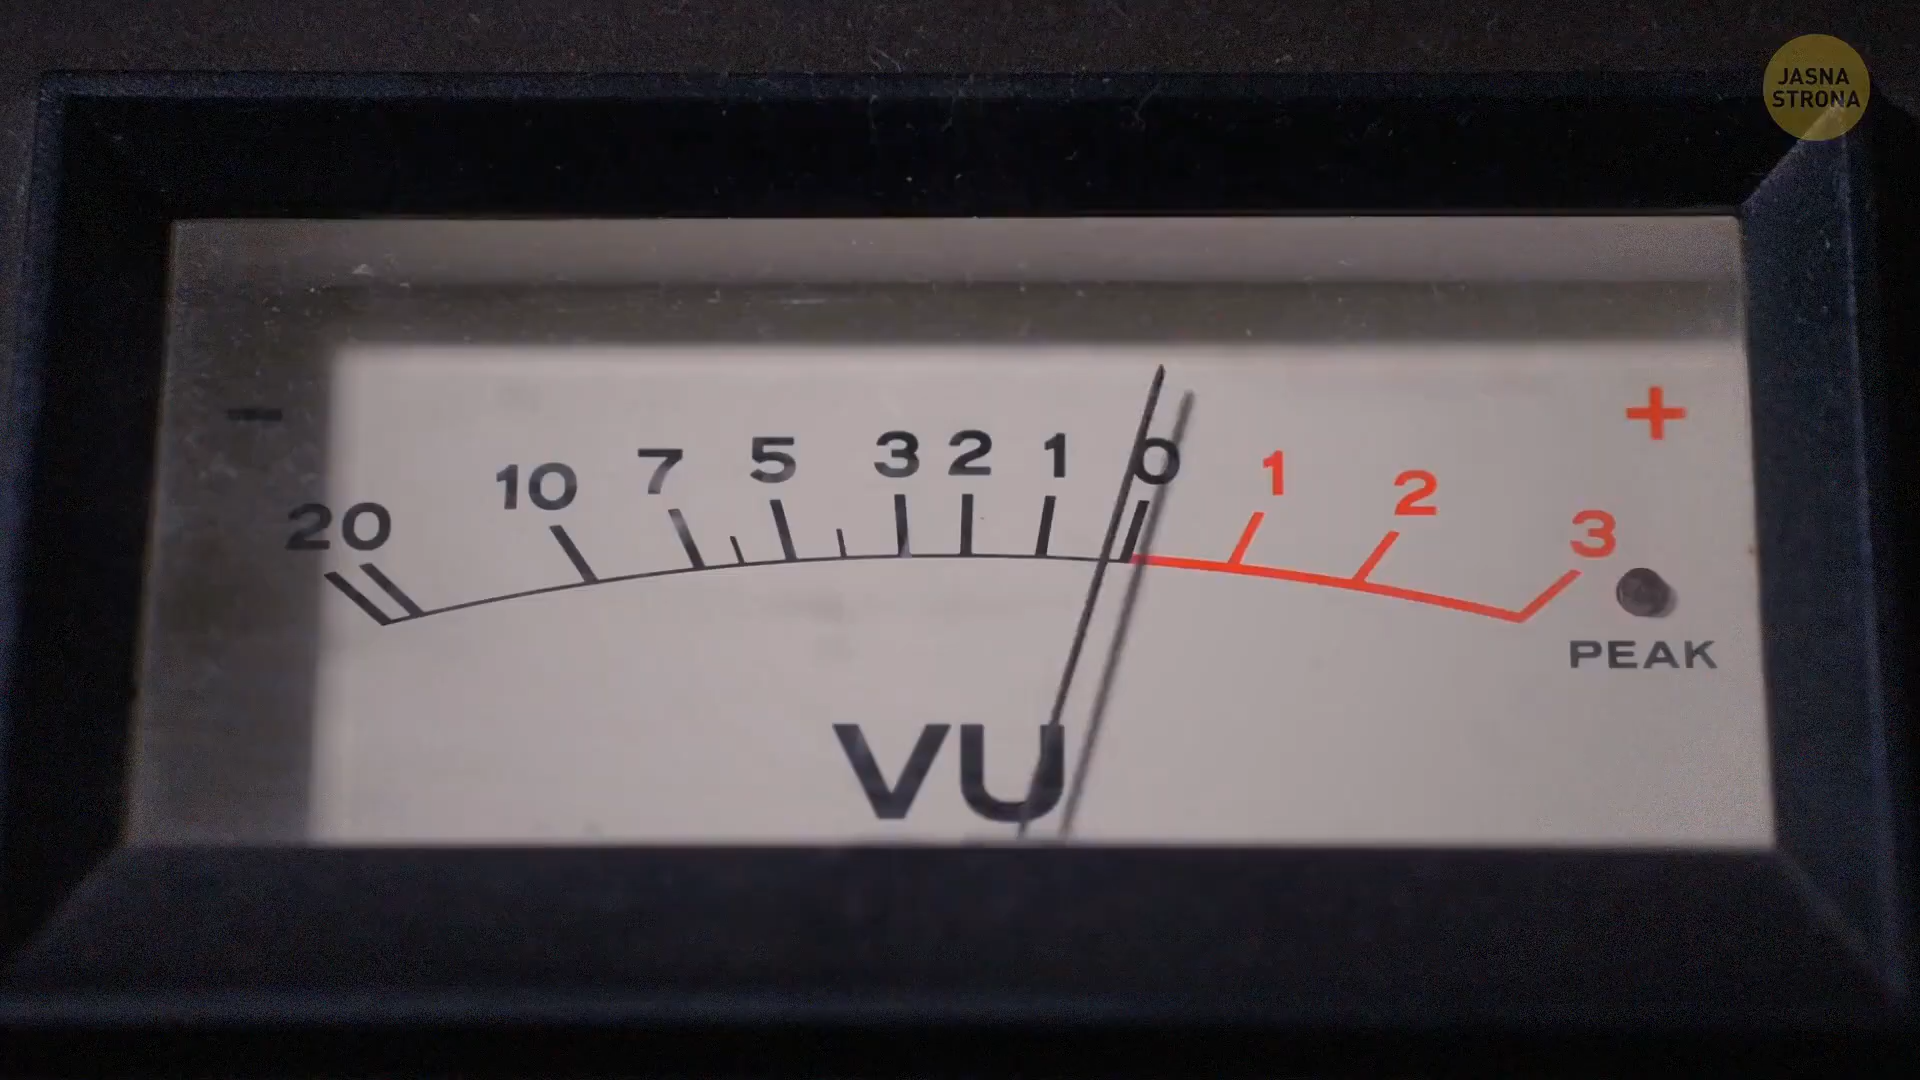 JASNA
STRONA
- +
20 10 7 5 3 2 1 0 1 2 3
PEAK
VU